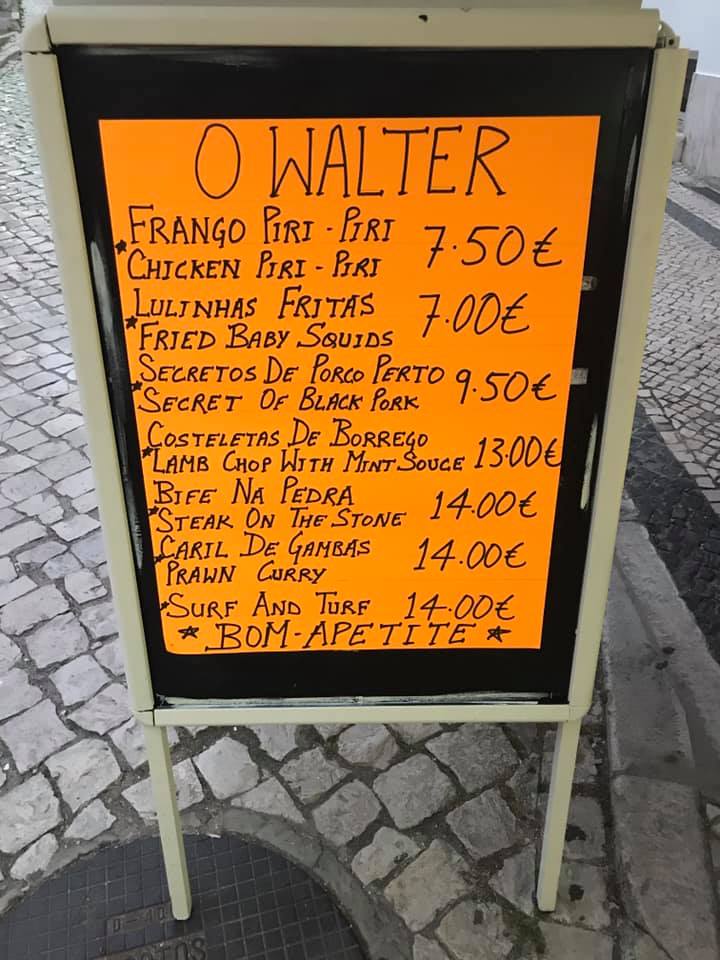 O WALTER
FRANGO PIRI-PIRI 7.50€
*CHICKEN PIRI-PIRI
LULINHAS FRITAS 7.00€
*FRIED BABY SQUIDS
SECRETOS DE PORCO PERTO 9.50€
*SECRET OF BLACK PORK
COSTELETAS DE BORREGO 13.00€
*LAMB CHOP WITH MINT SOUCE
BIFE NA PEDRA 14.00€
*STEAK ON THE STONE
CARIL DE GAMBAS 14.00€
*PRAWN CURRY
*SURF AND TURF 14.00€
* BOM-APETITE *